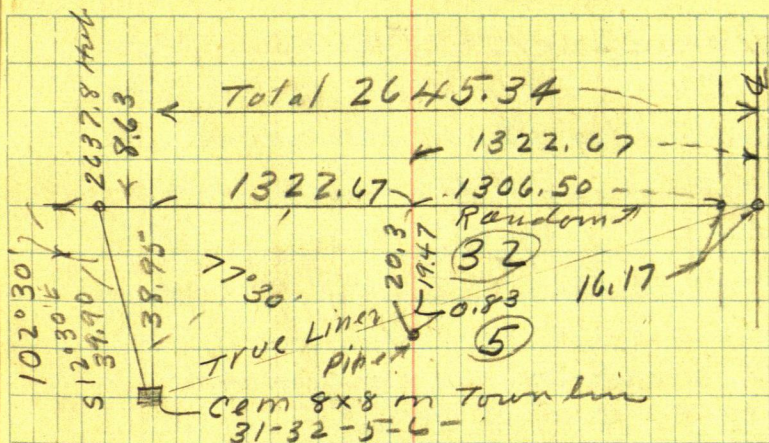 Total 2645.34
¢
2637.8 Hub
8.63
1322.67
1322.67
1306.50
Random
102°30'
S 12°30'E
39.90
38.95
77°30'
20.3
19.47
32
0.83
16.17
5
True Line
Pipe
Cem 8x8 on Town line
31-32-5-6-